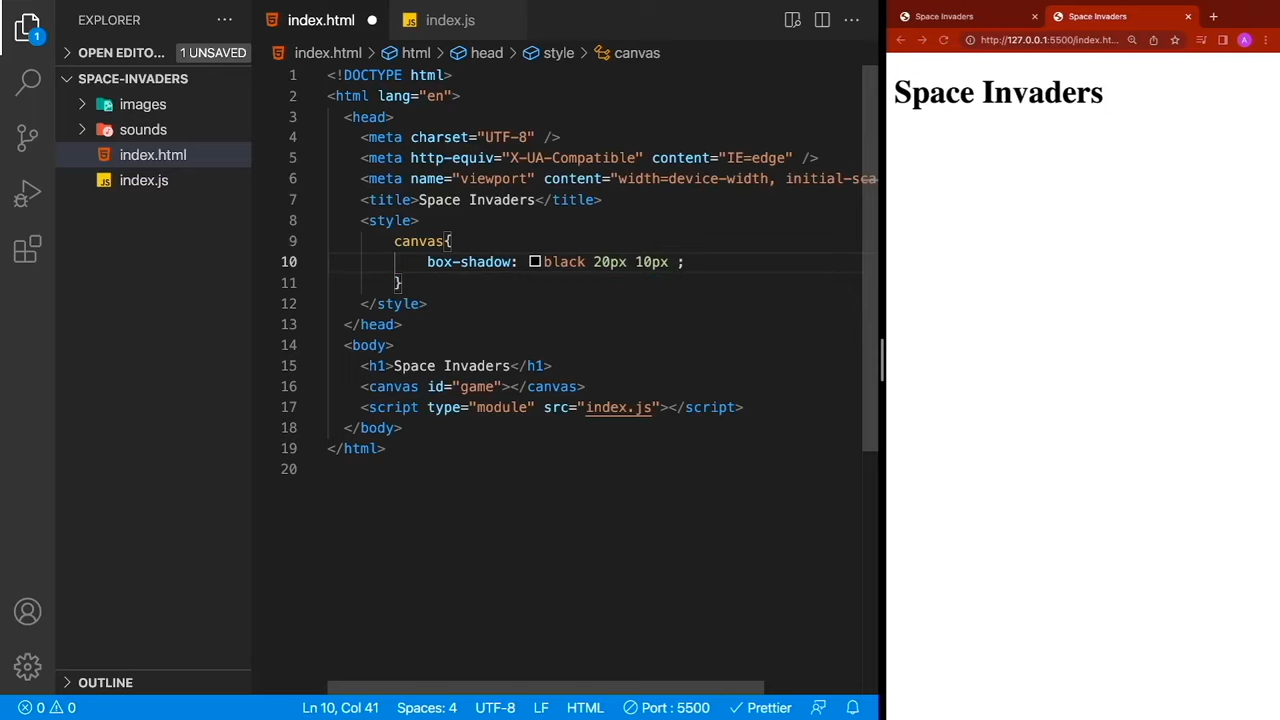 EXPLORER
index.html
index.js
Space Invaders
Space Invaders
OPEN EDITO...
1 UNSAVED
index.html
html
head
style
canvas
http://127.0.0.1:5500/index.ht...
A
1
SPACE-INVADERS
images
sounds
index.html
index.js
1 <!DOCTYPE html>
2 <html lang="en">
3 <head>
4 <meta charset="UTF-8" />
5 <meta http-equiv="X-UA-Compatible" content="IE=edge" />
6 <meta name="viewport" content="width=device-width, initial-sca
7 <title>Space Invaders</title>
8 <style>
9 canvas{
10 box-shadow: black 20px 10px ;
11 }
12 </style>
13 </head>
14 <body>
15 <h1>Space Invaders</h1>
16 <canvas id="game"></canvas>
17 <script type="module" src="index.js"></script>
18 </body>
19 </html>
20
Space Invaders
OUTLINE
0 0
Ln 10, Col 41
Spaces: 4
UTF-8
LF
HTML
Port : 5500
Prettier